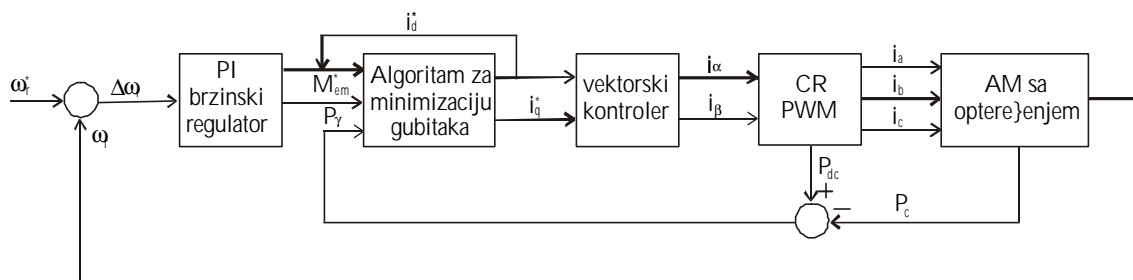 i*d
ω*r
Δωr
ωr
PI
brzinski
regulator
M*em
Pγ
Algoritam za
minimizaciju
gubitaka
i*q
vektorski
kontroler
iα
iβ
CR
PWM
ia
ib
ic
AM sa
optere}enjem
Pdc
+
−
Pc